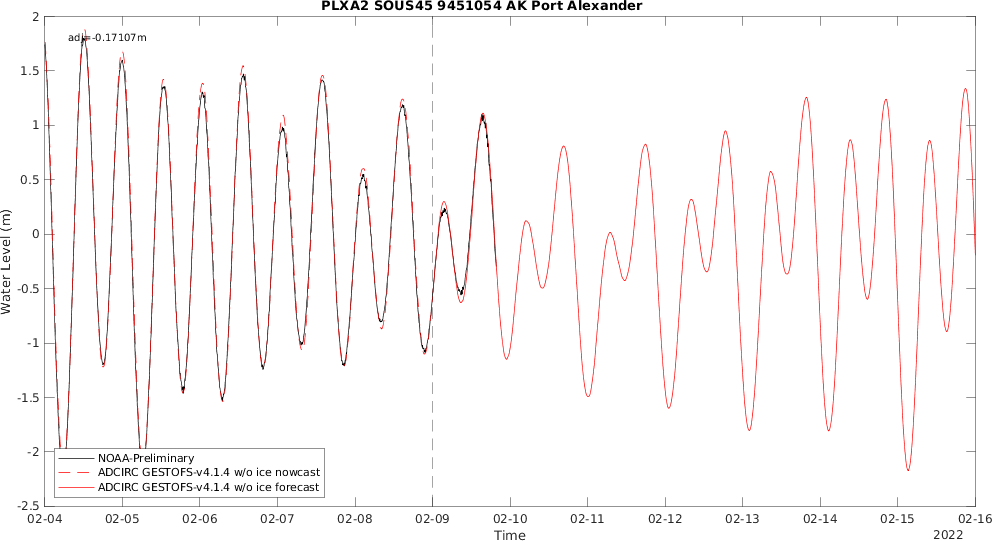 PLXA2 SOUS45 9451054 AK Port Alexander
adj=-0.17107m
2
1.5
1
0.5
0
-0.5
-1
-1.5
-2
-2.5
Water Level (m)
NOAA-Preliminary
ADCIRC GESTOFS-v4.1.4 w/o ice nowcast
ADCIRC GESTOFS-v4.1.4 w/o ice forecast
02-04 02-05 02-06 02-07 02-08 02-09 02-10 02-11 02-12 02-13 02-14 02-15 02-16
Time
2022